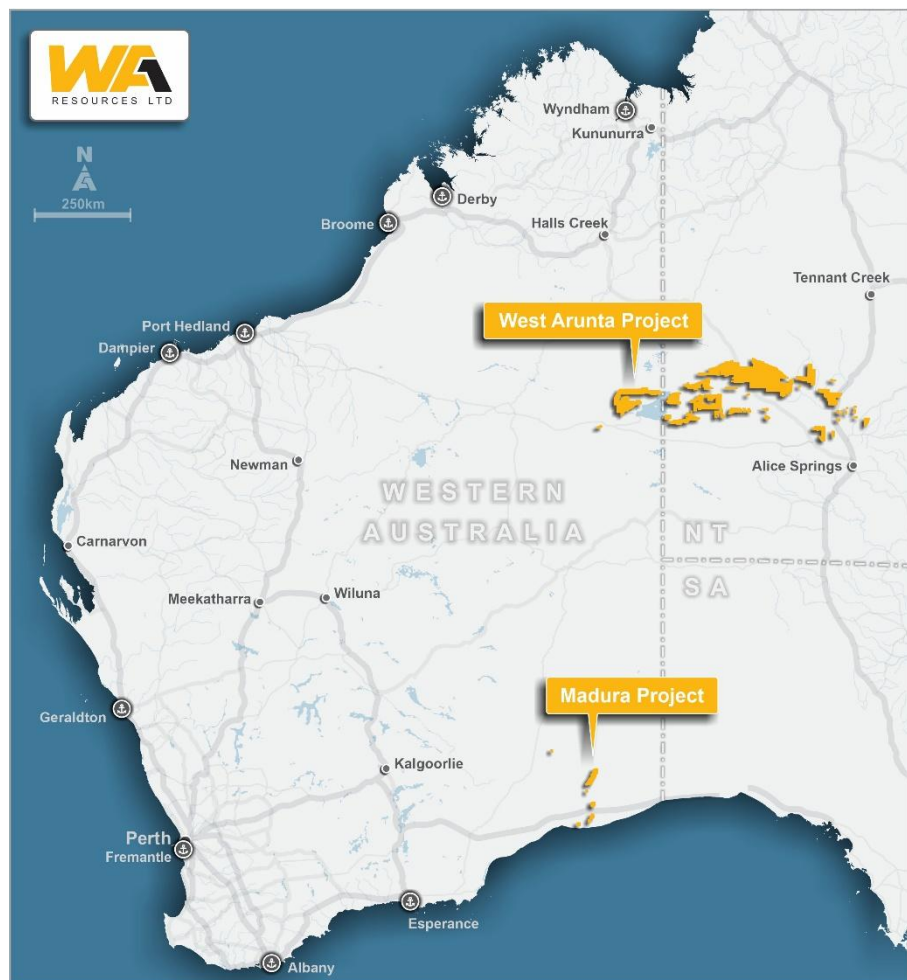 WA1
RESOURCES LTD
N
250km
Wyndham
Kununurra
Derby
Broome
Halls Creek
Tennant Creek
West Arunta Project
Port Hedland
Dampier
Newman
Alice Springs
WESTERN
AUSTRALIA
NT
Carnarvon
SA
Meekatharra
Wiluna
Madura Project
Geraldton
Kalgoorlie
Perth
Fremantle
Esperance
Albany